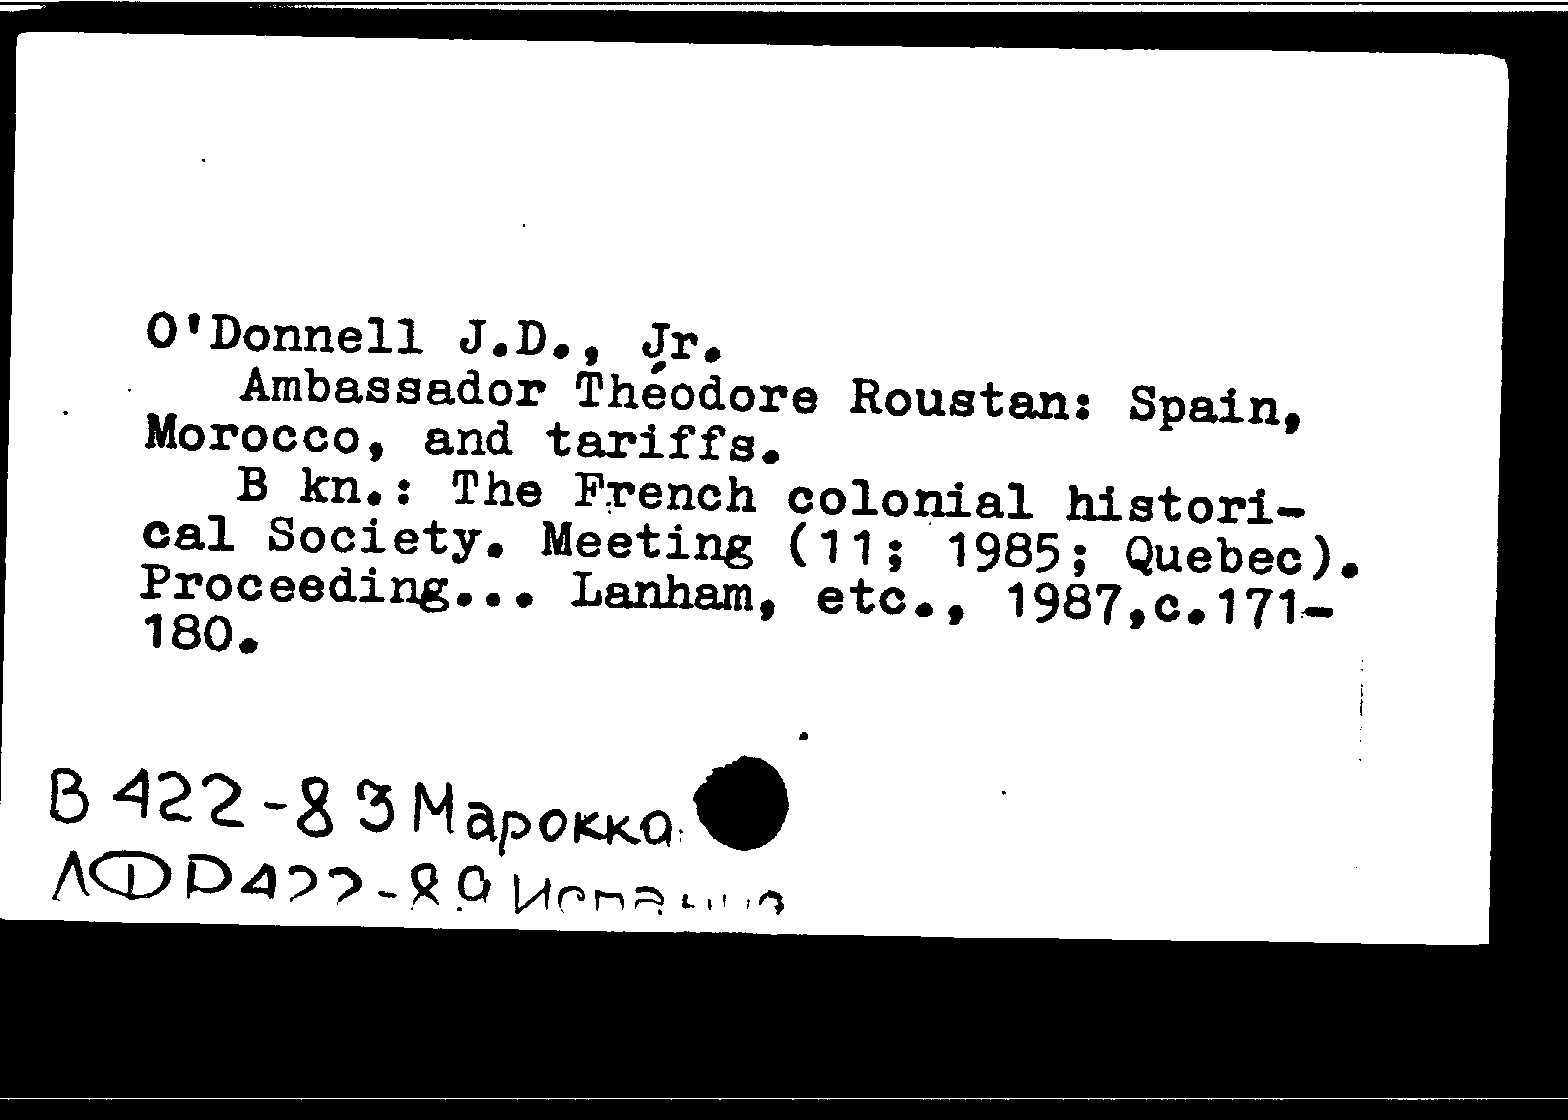 O'Donnell J.D., Jr.
Ambassador Théodore Roustan: Spain,
Morocco, and tariffs.
B kn.: The French colonial histori-
cal Society. Meeting (11; 1985; Quebec).
Proceeding... Lanham, etc., 1987,c.171-
180.
В 422-83 Марокко